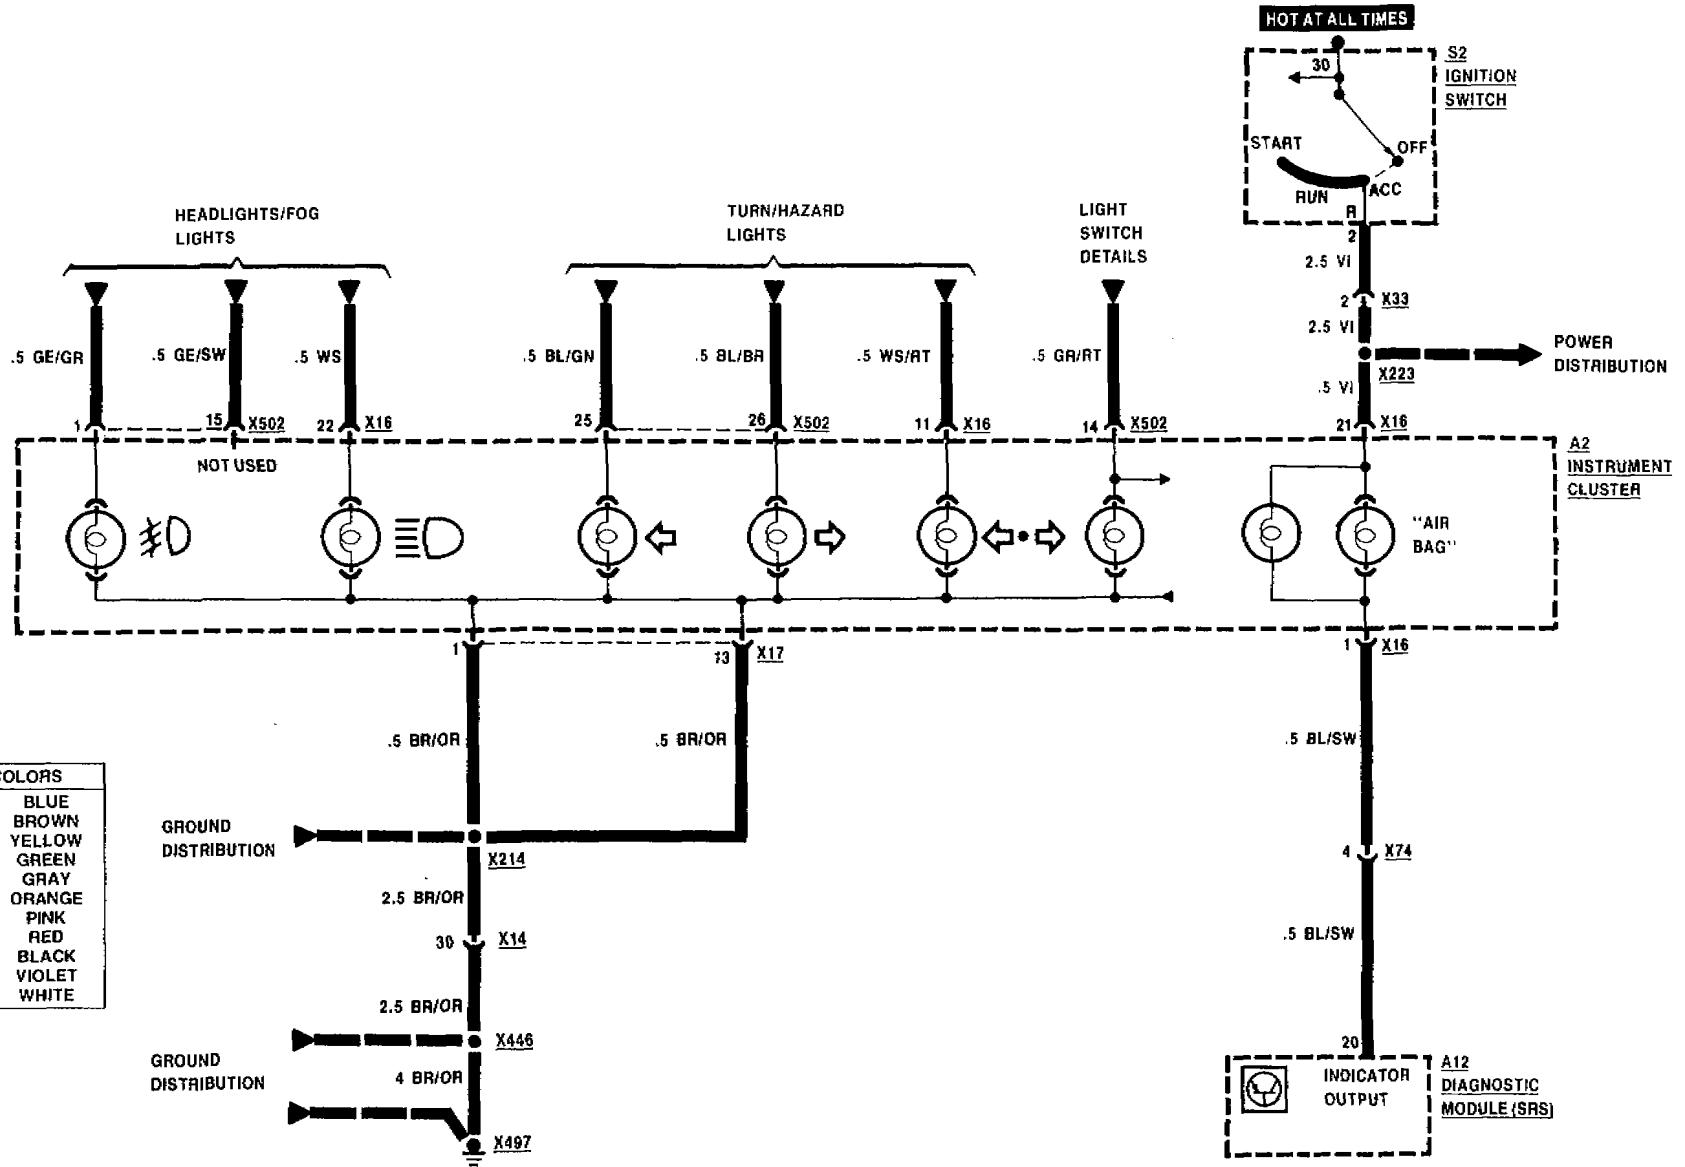 HOT AT ALL TIMES
30
S2
IGNITION
SWITCH
START
OFF
RUN
ACC
R
2
2.5 VI
2
X33
2.5 VI
X223
POWER
DISTRIBUTION
.5 VI
HEADLIGHTS/FOG
LIGHTS
TURN/HAZARD
LIGHTS
LIGHT
SWITCH
DETAILS
.5 GE/GR
.5 GE/SW
.5 WS
.5 BL/GN
.5 BL/BR
.5 WS/RT
.5 GR/RT
1
15
X502
22
X16
25
26
X502
11
X16
14
X502
21
X16
NOT USED
A2
INSTRUMENT
CLUSTER
"AIR
BAG"
1
13
X17
1
X16
.5 BR/OR
.5 BR/OR
.5 BL/SW
COLORS
BLUE
BROWN
YELLOW
GREEN
GRAY
ORANGE
PINK
RED
BLACK
VIOLET
WHITE
GROUND
DISTRIBUTION
X214
4
X74
2.5 BR/OR
30
X14
.5 BL/SW
2.5 BR/OR
X446
GROUND
DISTRIBUTION
4 BR/OR
X497
20
INDICATOR
OUTPUT
A12
DIAGNOSTIC
MODULE (SRS)